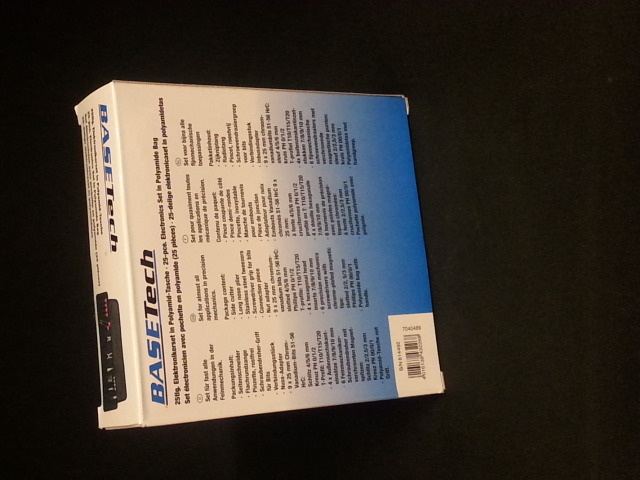 BASETech
BASETech
25tlg. Elektronikerset in Polyamid-Tasche · 25-pce. Electronics Set in Polyamide Bag
Set électronicien avec pochette en polyamide (25 pièces) · 25-delige elektronicaset in polyamidetas
Set für fast alle
Anwendungen in der
Feinmechanik.
Packungsinhalt:
- Seitenschneider
- Flachrundzange
- Pinzette, rostfrei
- Schraubendreher-Griff
für Bits
- Verbindungsstück
- Nuss-Adapter
- 9 x 25 mm Chrom-
Vanadium-Bits 51-56
HrC:
Schlitz 4/5/6 mm
Kreuz PH 0/1/2
T-Profil: T10/T15/T20
- 4 x Außensechskant-
einsätze 7/8/9/10 mm
- 6 Feinmechaniker-
Schraubendreher mit
verchromten Magnet-
spitzen:
Schlitz 2/2,5/3 mm
Kreuz PH 00/0/1
- Polyamid-Tasche mit
Griff.
Set for almost all
applications in precision
mechanics.
Package content:
- Side cutter
- Long nose plier
- Stainless steel tweezers
- Screwdriver grip for bits
- Connection piece
- Nut adapter
- 9 x 25 mm chromium-
vanadium bits 51-56 HrC:
slotted 4/5/6 mm
Phillips PH 0/1/2
T-profile: T10/T15/T20
- 4 x hexagonal head
inserts 7/8/9/10 mm
- 6 precision mechanics
screwdrivers with
chrome-plated magnetic
tips:
slotted 2/2, 5/3 mm
Phillips PH 00/0/1
- Polyamide bag with
handle.
Set pour quasiment toutes
les applications en
mécanique de précision.
Contenu de paquet:
- Pince coupante de côté
- Pince demi-rondes
- Pincette, inoxydable
- Manche de tournevis
pour embouts
- Pièce de jonction
- Adaptateur pour noix
- Embouts Vanadium
chromés 51-56 HrC 9 x
25 mm:
à fente 4/5/6 mm
cruciformes PH 0/1/2
profilé en T: T10/T15/T20
- 4 x douille hexagonale
7/8/9/10 mm
- 6 tournevis de précision
avec pointes magné-
tiques chromées:
à fente 2/2,5/3 mm
cruciformes PH 00/0/1
- Pochette polyamide avec
poignée.
Set voor bijna alle
fijnmechanische
toepassingen
Pakketinhoud:
- Zijkniptang
- Radiotang
- Pincet, roestvrij
- Schroevendraaiergreep
voor bits
- Verbindingsstuk
- Inbusadapter
- 9 x 25 mm chroom-
vanadiumbits 51-56 HrC:
sleuf 4/5/6 mm
kruis PH 0/1/2
T-profiel T10/T15/T20
- 4x buitenzeskantinzet-
stukken 7/8/9/10 mm
- 6 fijnmechanische
schroevendraaiers met
verchroomde
magnetische punten:
sleuf 2/2,5/3 mm
kruis PH 00/0/1
- Polyamidetas met
handgreep.
B/N 814492